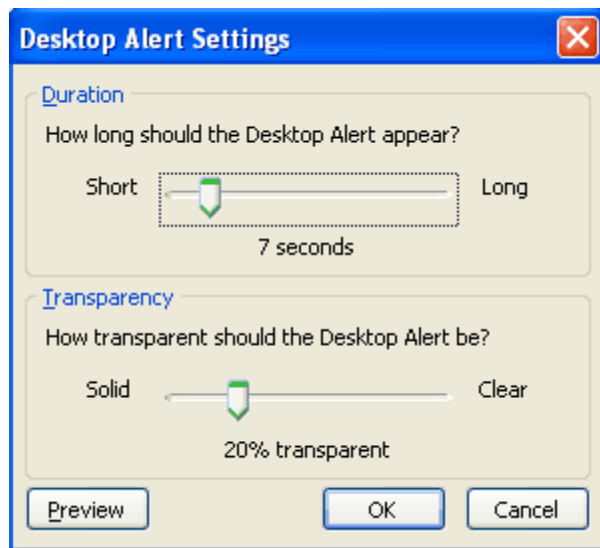 Desktop Alert Settings
Duration
How long should the Desktop Alert appear?
Short Long
7 seconds
Transparency
How transparent should the Desktop Alert be?
Solid Clear
20% transparent
Preview OK Cancel